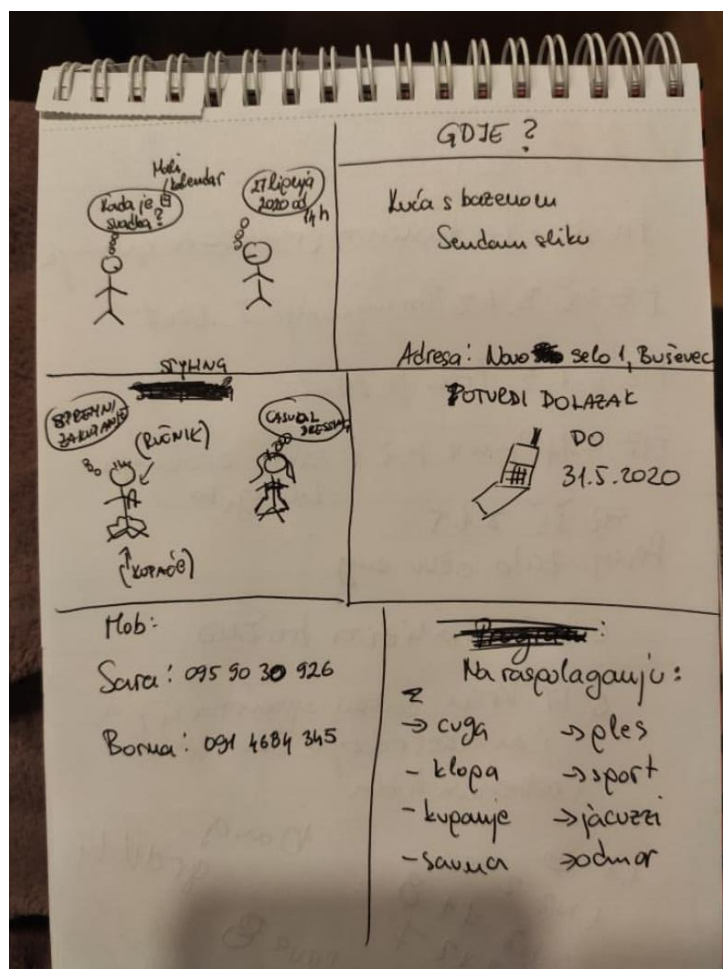 Mali
kalendar
Kada je
svadba?
27 lipnja
2020 od
14h
GDJE?
Kuća s bazenom
Sendam sliku
Adresa: Novo selo 1, Buševec
STYLING
SPREMNI
ZA KUPANJE
(RUČNIK)
(KUPAĆE)
CASUAL
DRESSING
POTVRDI DOLAZAK
DO
31.5.2020
Mob:
Sara: 095 90 30 926
Borna: 091 4684 345
Program:
Na raspolaganju:
→ cuga → ples
- klopa → sport
- kupanje → jacuzzi
- sauna → odmor